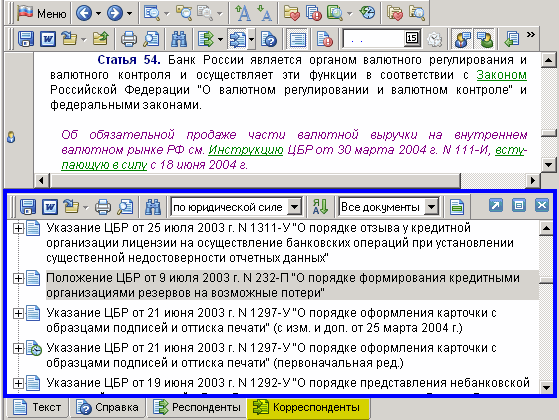 Меню
. .
15
Статья 54. Банк России является органом валютного регулирования и
валютного контроля и осуществляет эти функции в соответствии с Законом
Российской Федерации "О валютном регулировании и валютном контроле" и
федеральными законами.
Об обязательной продаже части валютной выручки на внутреннем
валютном рынке РФ см. Инструкцию ЦБР от 30 марта 2004 г. N 111-И, всту-
пающую в силу с 18 июня 2004 г.
по юридической силе
Все документы
Указание ЦБР от 25 июля 2003 г. N 1311-У "О порядке отзыва у кредитной
организации лицензии на осуществление банковских операций при установлении
существенной недостоверности отчетных данных"
Положение ЦБР от 9 июля 2003 г. N 232-П "О порядке формирования кредитными
организациями резервов на возможные потери"
Указание ЦБР от 21 июня 2003 г. N 1297-У "О порядке оформления карточки с
образцами подписей и оттиска печати" (с изм. и доп. от 25 марта 2004 г.)
Указание ЦБР от 21 июня 2003 г. N 1297-У "О порядке оформления карточки с
образцами подписей и оттиска печати" (первоначальная ред.)
Указание ЦБР от 19 июня 2003 г. N 1292-У "О порядке представления небанковской
Текст Справка Респонденты Корреспонденты